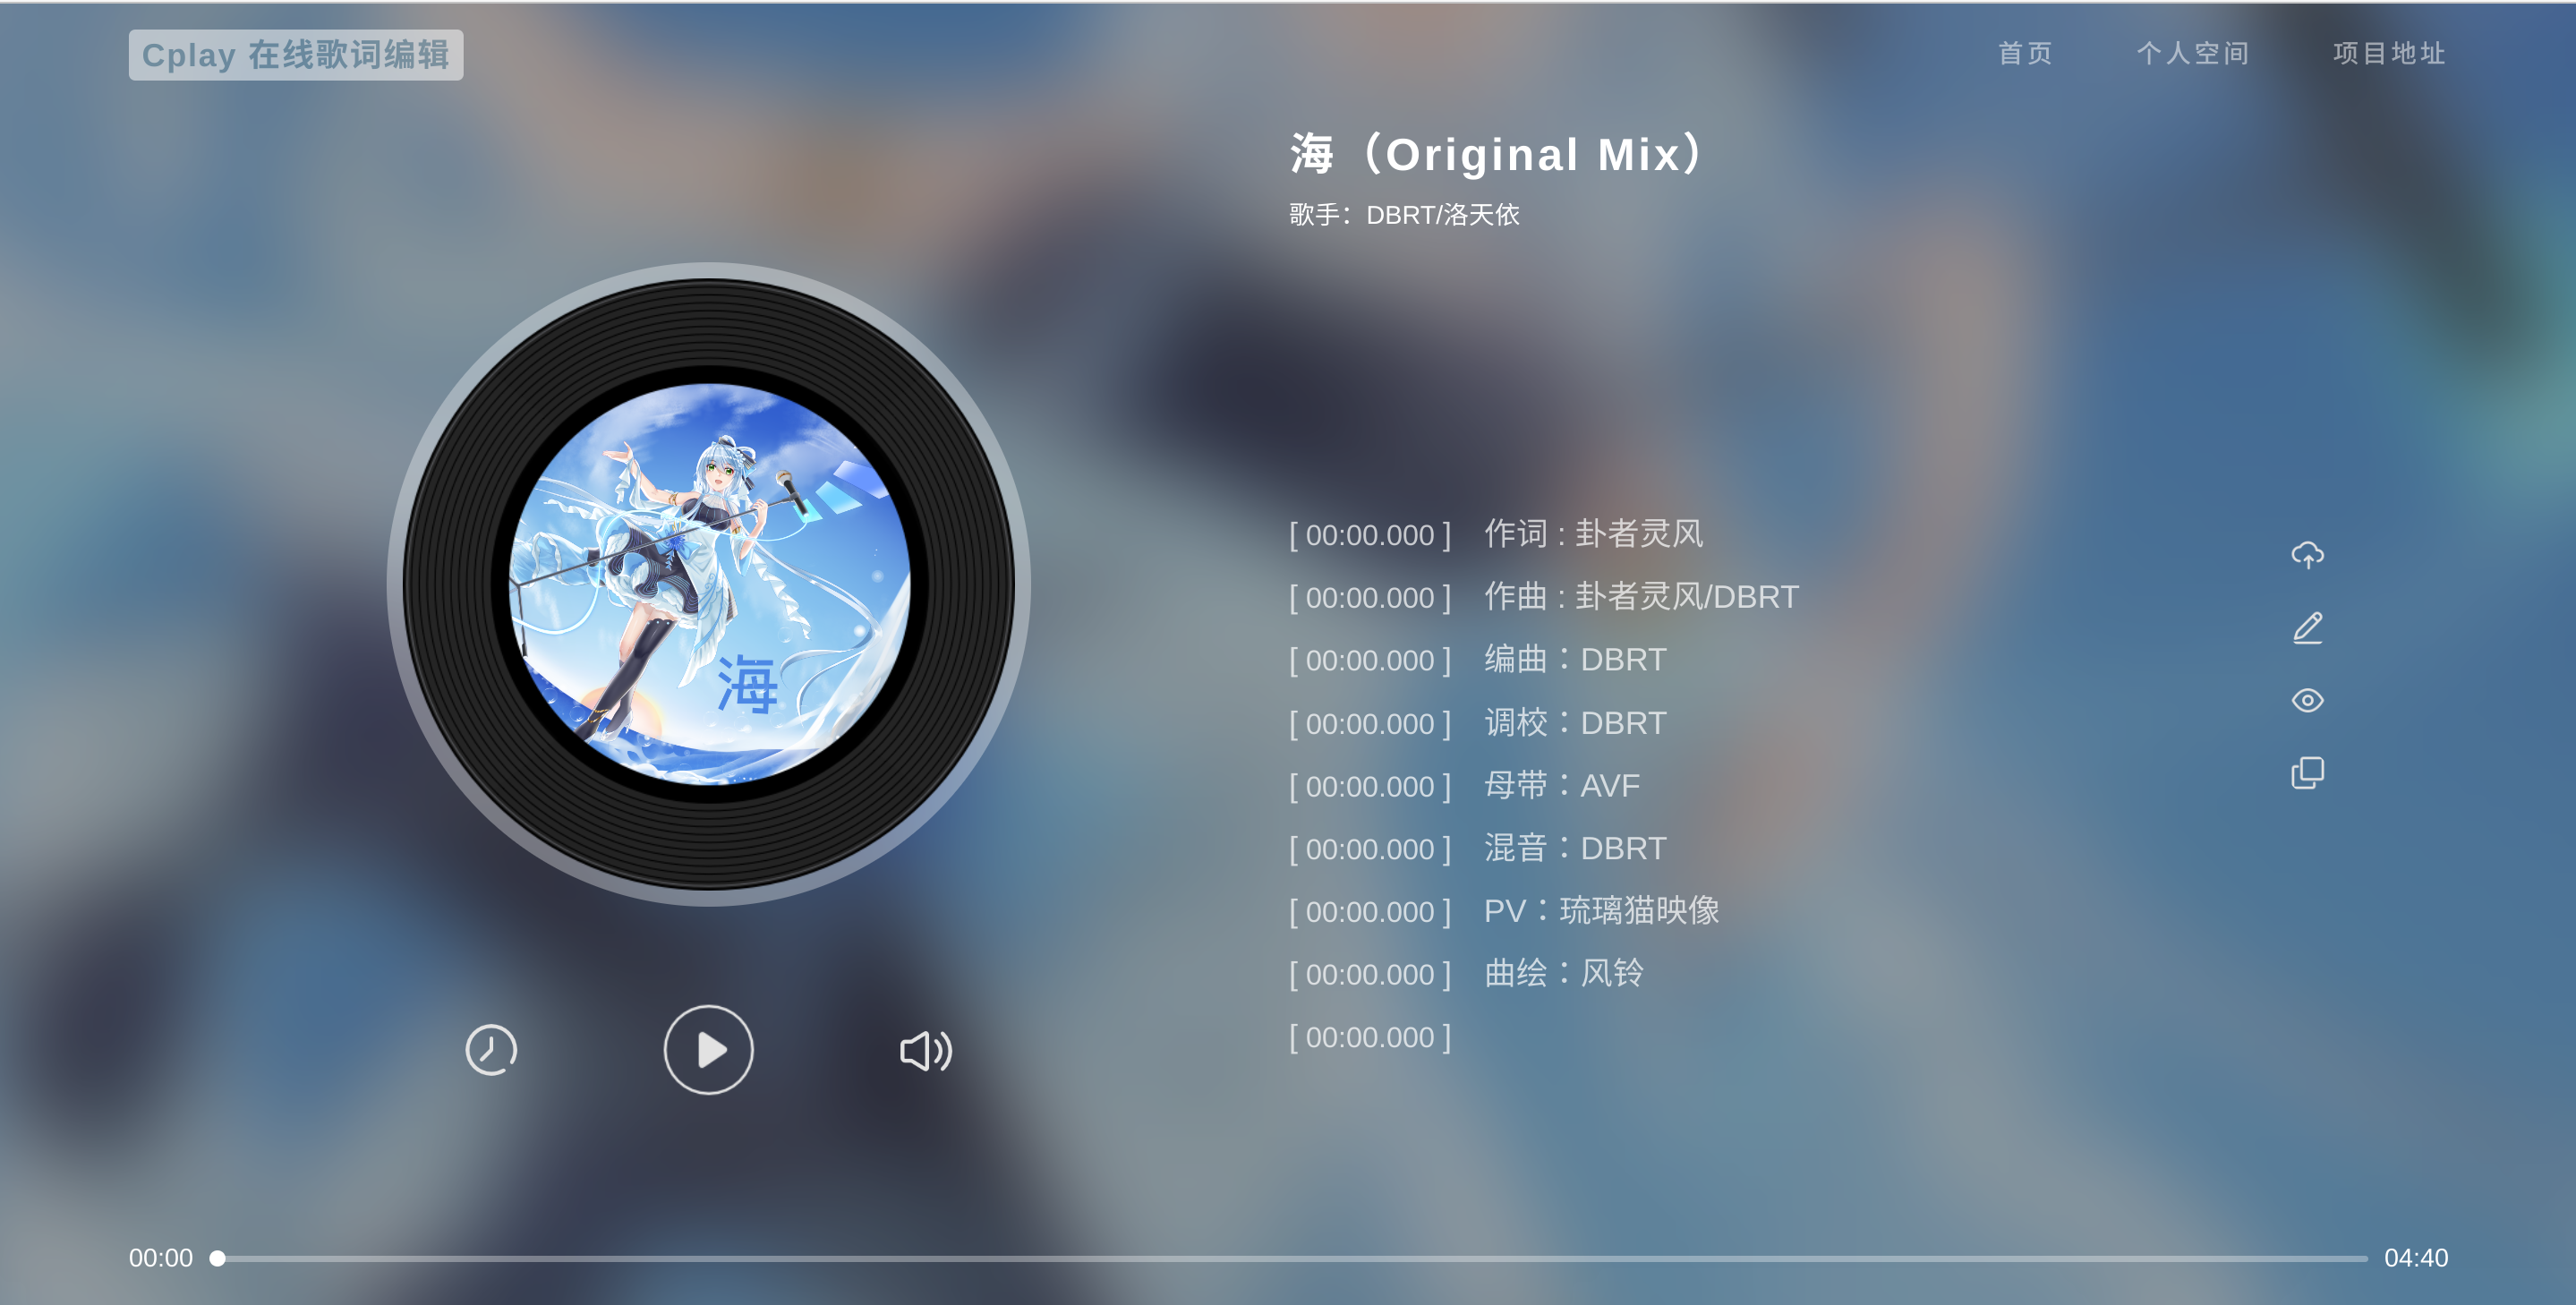 Cplay 在线歌词编辑
首页 个人空间 项目地址
海（Original Mix）
歌手：DBRT/洛天依
海
[ 00:00.000 ] 作词 : 卦者灵风
[ 00:00.000 ] 作曲 : 卦者灵风/DBRT
[ 00:00.000 ] 编曲：DBRT
[ 00:00.000 ] 调校：DBRT
[ 00:00.000 ] 母带：AVF
[ 00:00.000 ] 混音：DBRT
[ 00:00.000 ] PV：琉璃猫映像
[ 00:00.000 ] 曲绘：风铃
[ 00:00.000 ]
00:00 04:40